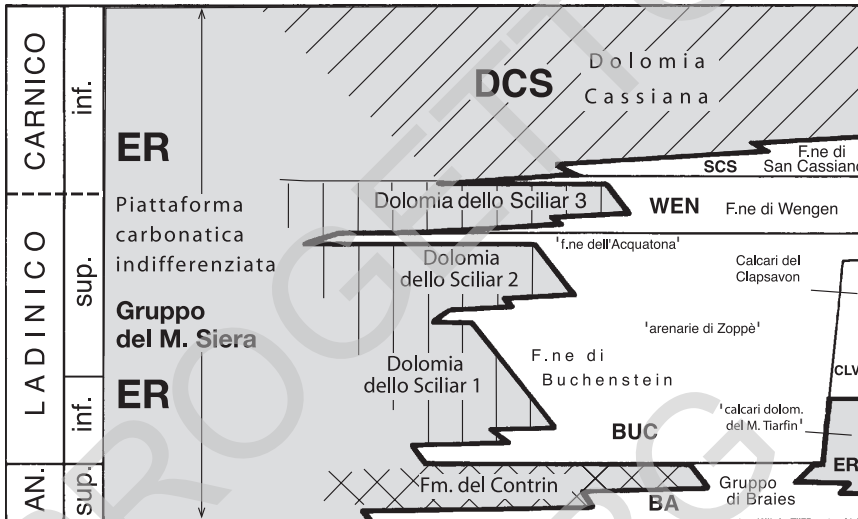 CARNICO
inf.
LADINICO
sup.
inf.
AN.
sup.
ER
Piattaforma
carbonatica
indifferenziata
Gruppo
del M. Siera
ER
DCS
Dolomia
Cassiana
SCS
F.ne di
San Cassiano
Dolomia dello Sciliar 3
WEN
F.ne di Wengen
'f.ne dell'Acquatona'
Dolomia
dello Sciliar 2
Calcari del
Clapsavon
'arenarie di Zoppè'
Dolomia
dello Sciliar 1
F.ne di
Buchenstein
CLV
'calcari dolom.
del M. Tiarfin'
BUC
ER
Fm. del Contrin
BA
Gruppo
di Braies
PROGETTO